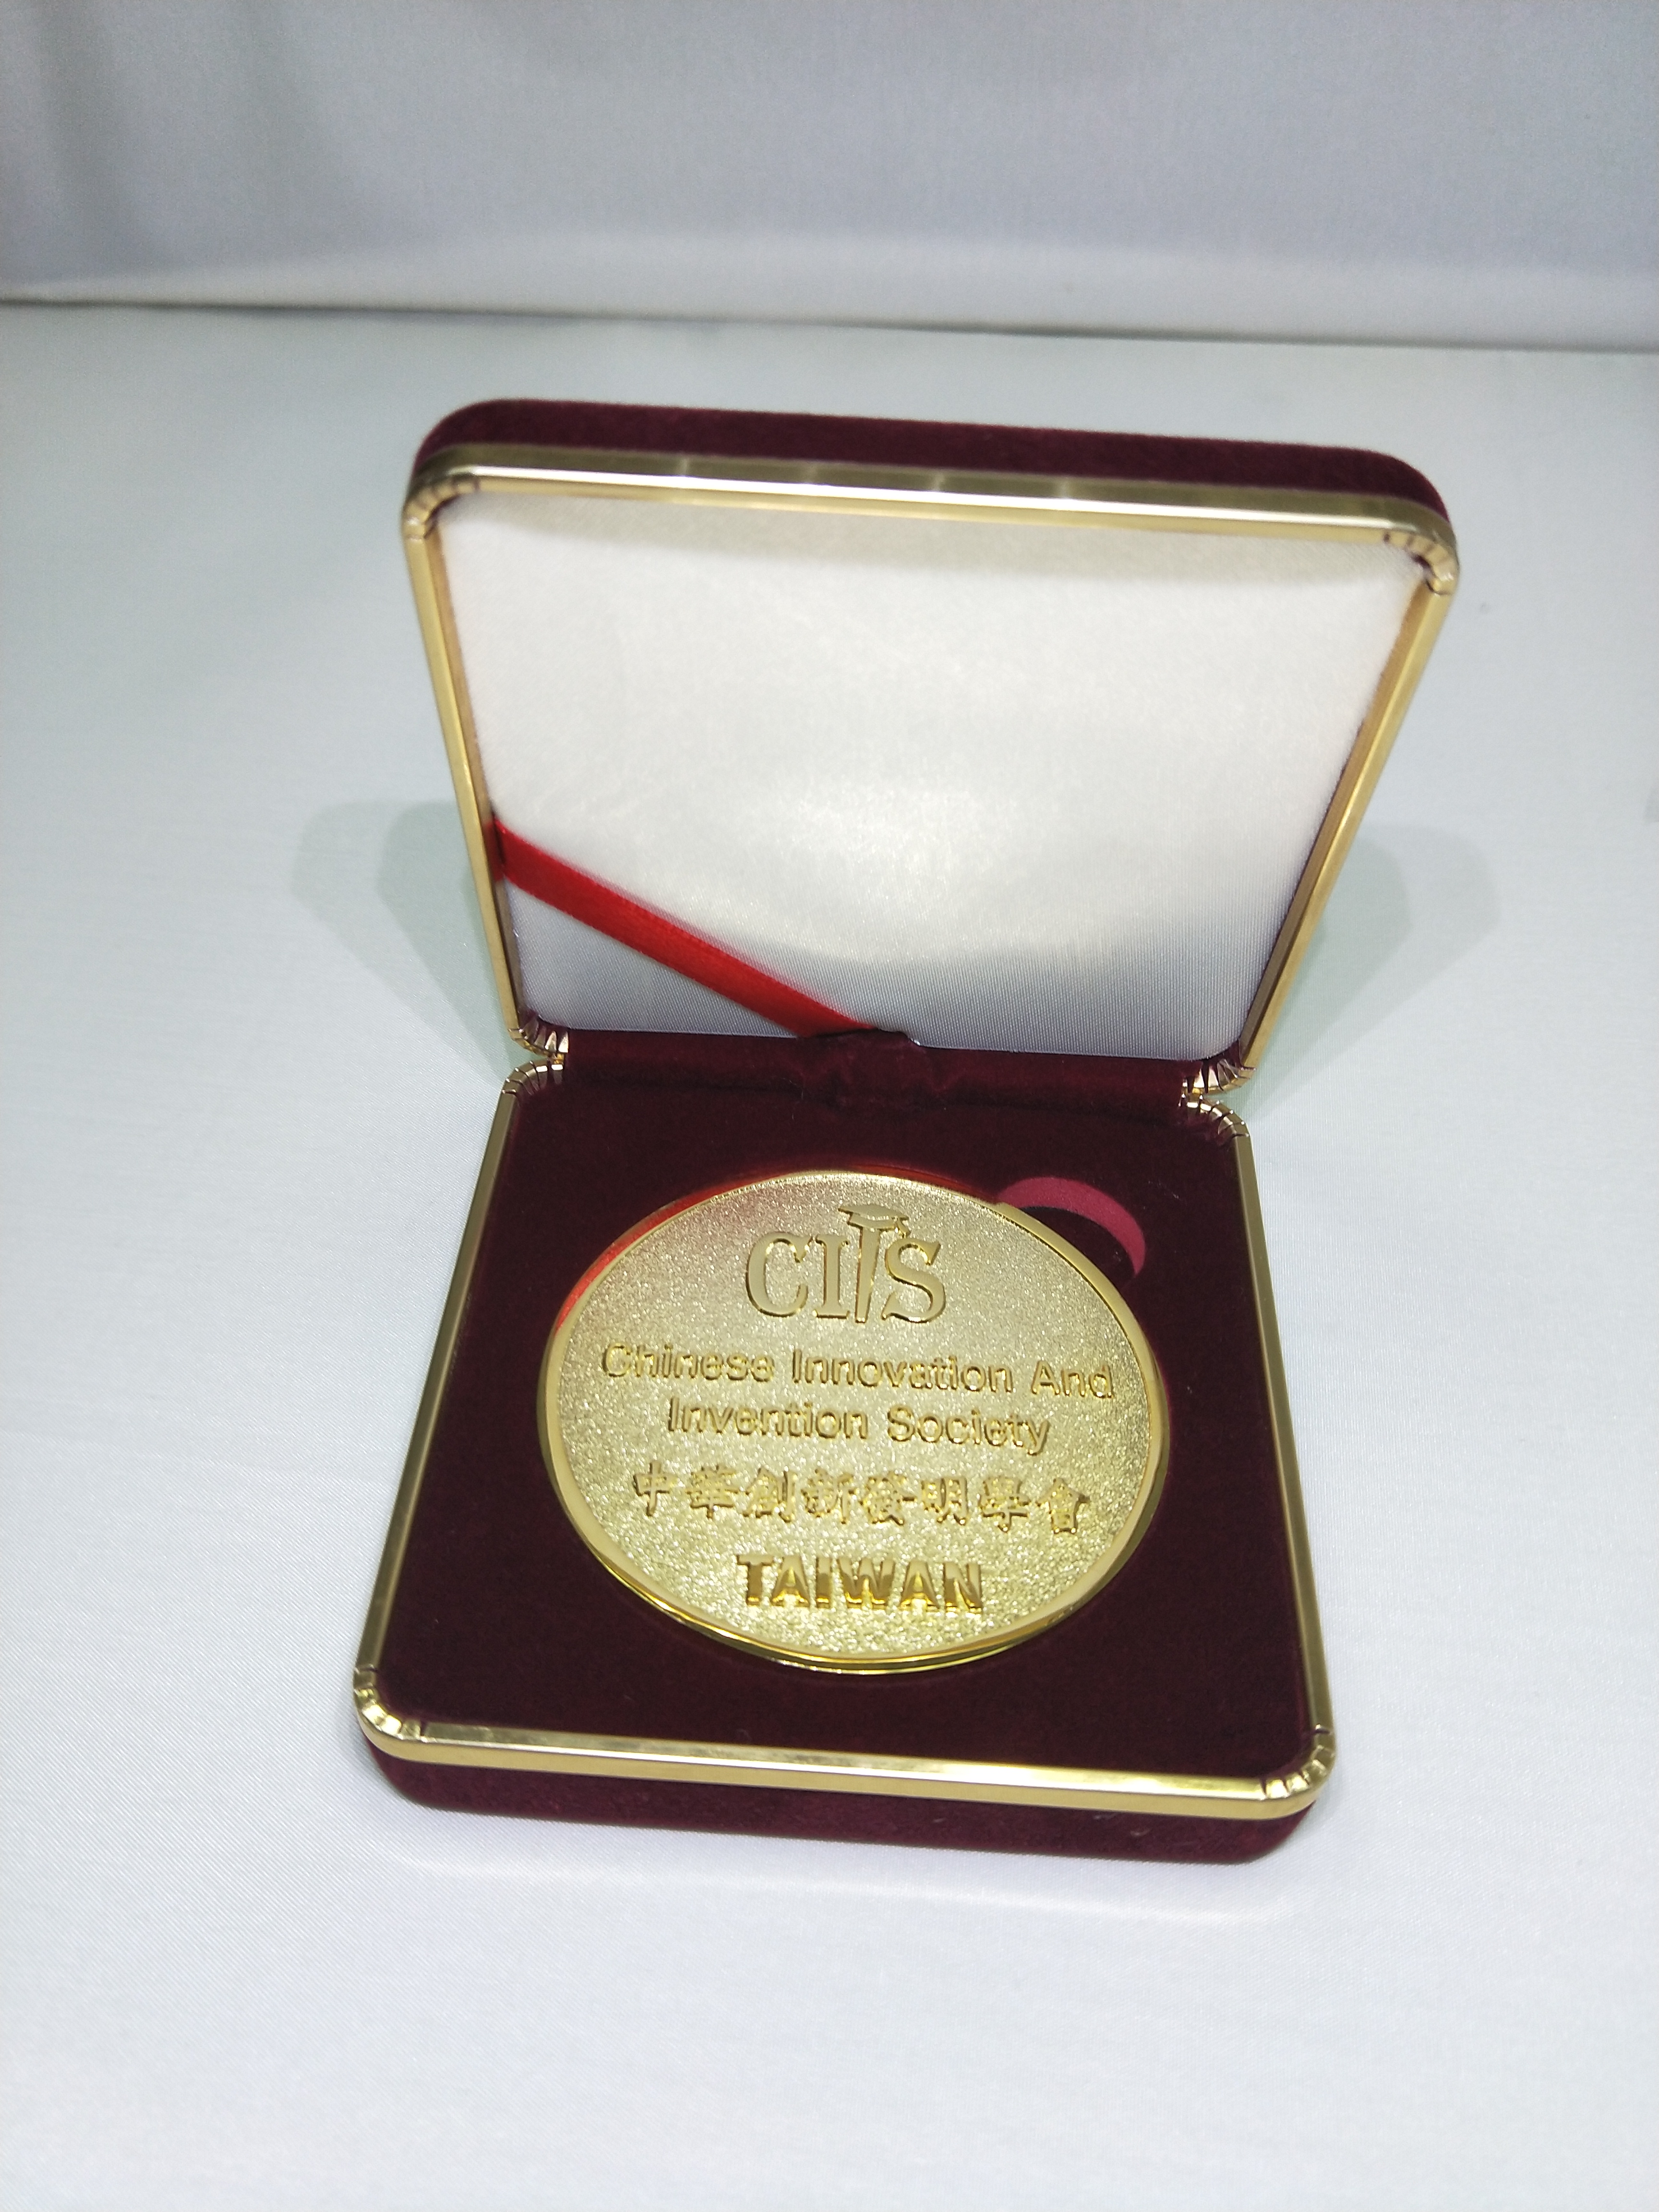 CIIS
Chinese Innovation And
Invention Society
中華創新發明學會
TAIWAN